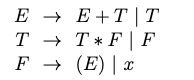 E → E + T | T
T → T * F | F
F → (E) | x